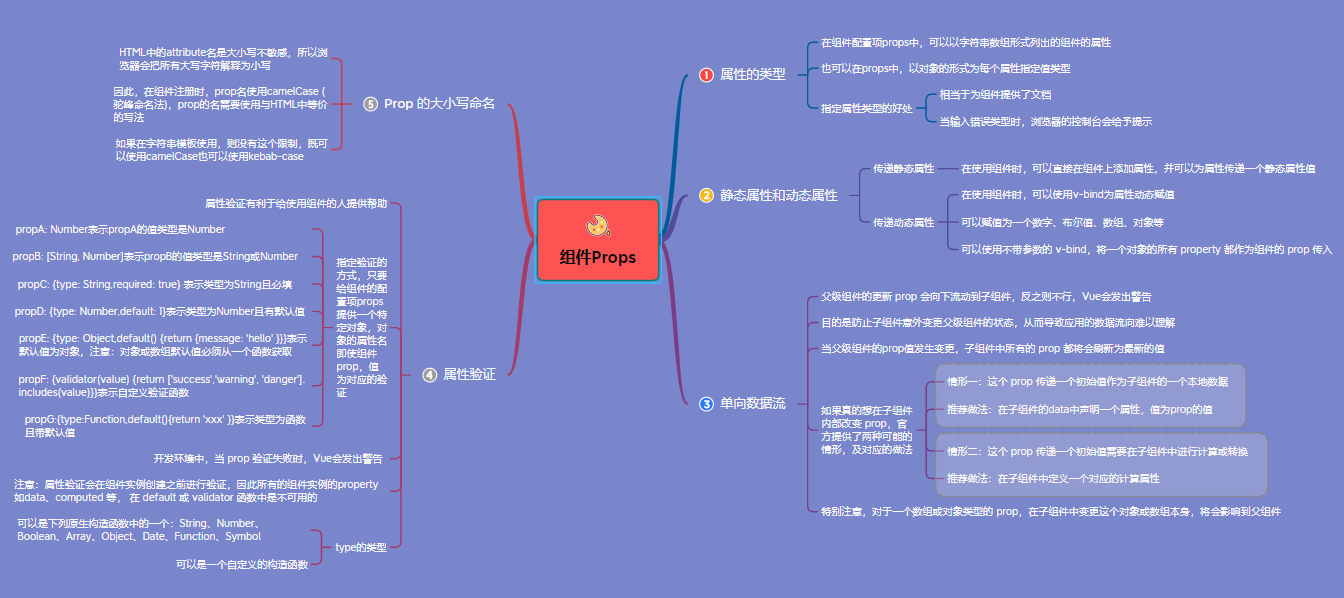 组件Props
1 属性的类型
在组件配置项props中，可以以字符串数组形式列出的组件的属性
也可以在props中，以对象的形式为每个属性指定值类型
指定属性类型的好处
相当于为组件提供了文档
当输入错误类型时，浏览器的控制台会给予提示
2 静态属性和动态属性
传递静态属性
在使用组件时，可以直接在组件上添加属性，并可以为属性传递一个静态属性值
传递动态属性
在使用组件时，可以使用v-bind为属性动态赋值
可以赋值为一个数字、布尔值、数组、对象等
可以使用不带参数的 v-bind，将一个对象的所有 property 都作为组件的 prop 传入
3 单向数据流
父级组件的更新 prop 会向下流动到子组件，反之则不行，Vue会发出警告
目的是防止子组件意外变更父级组件的状态，从而导致应用的数据流向难以理解
当父级组件的prop值发生变更，子组件中所有的 prop 都将会刷新为最新的值
如果真的想在子组件
内部改变 prop，官
方提供了两种可能的
情形，及对应的做法
情形一：这个 prop 传递一个初始值作为子组件的一个本地数据
推荐做法：在子组件的data中声明一个属性，值为prop的值
情形二：这个 prop 传递一个初始值需要在子组件中进行计算或转换
推荐做法：在子组件中定义一个对应的计算属性
特别注意，对于一个数组或对象类型的 prop，在子组件中变更这个对象或数组本身，将会影响到父组件
4 属性验证
属性验证有利于给使用组件的人提供帮助
指定验证的
方式，只要
给组件的配
置项props
提供一个特
定对象，对
象的属性名
即使组件
prop，值
为对应的验
证
propA: Number表示propA的值类型是Number
propB: [String, Number]表示propB的值类型是String或Number
propC: {type: String,required: true} 表示类型为String且必填
propD: {type: Number,default: 1}表示类型为Number且有默认值
propE: {type: Object,default() {return {message: 'hello' }}}表示
默认值为对象，注意：对象或数组默认值必须从一个函数获取
propF: {validator(value) {return ['success','warning', 'danger'].
includes(value)}}表示自定义验证函数
propG:{type:Function,default(){return 'xxx' }}表示类型为函数
且带默认值
开发环境中，当 prop 验证失败时，Vue会发出警告
注意：属性验证会在组件实例创建之前进行验证，因此所有的组件实例的property
如data、computed 等， 在 default 或 validator 函数中是不可用的
type的类型
可以是下列原生构造函数中的一个：String、Number、
Boolean、Array、Object、Date、Function、Symbol
可以是一个自定义的构造函数
5 Prop 的大小写命名
HTML中的attribute名是大小写不敏感，所以浏
览器会把所有大写字符解释为小写
因此，在组件注册时，prop名使用camelCase (
驼峰命名法)，prop的名需要使用与HTML中等价
的写法
如果在字符串模板使用，则没有这个限制，既可
以使用camelCase也可以使用kebab-case